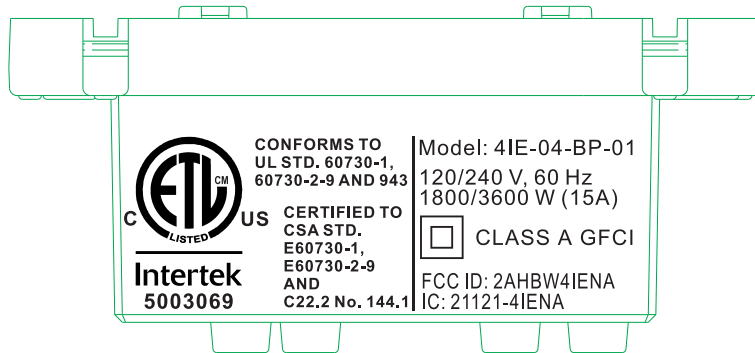 ETL
CM
C
US
LISTED
Intertek
5003069
CONFORMS TO
UL STD. 60730-1,
60730-2-9 AND 943
CERTIFIED TO
CSA STD.
E60730-1,
E60730-2-9
AND
C22.2 No. 144.1
Model: 4IE-04-BP-01
120/240 V, 60 Hz
1800/3600 W (15A)
CLASS A GFCI
FCC ID: 2AHBW4IENA
IC: 21121-4IENA